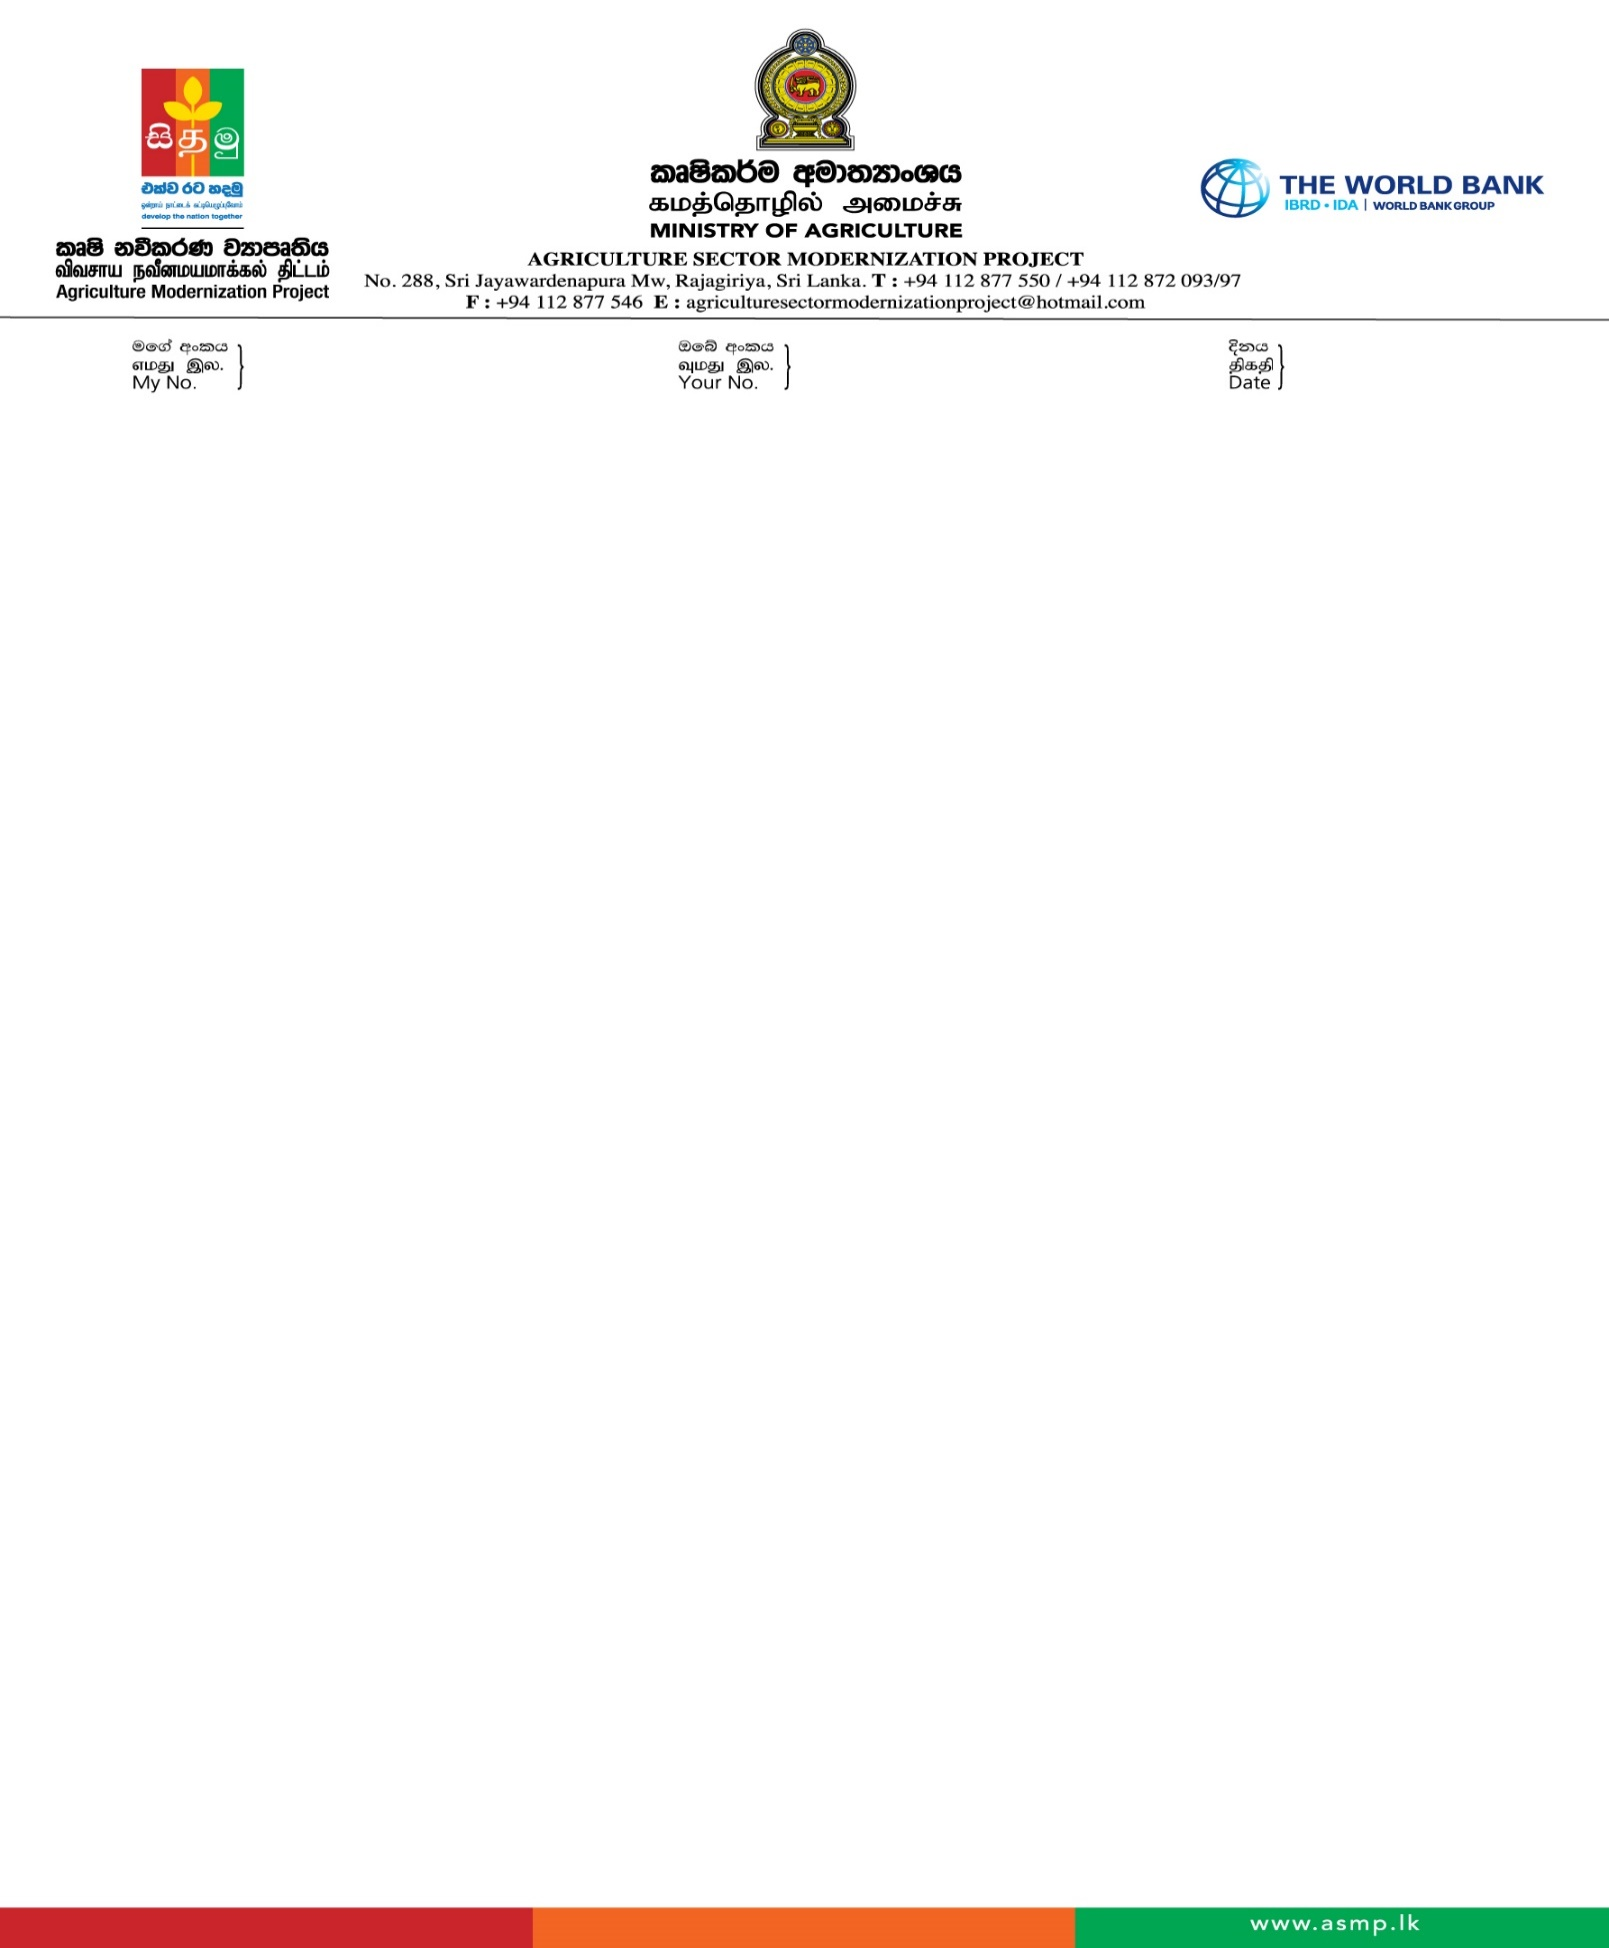 සිதமු
එක්ව රට හදමු
ஒன்றாய் நாட்டைக் கட்டியெழுப்புவோம்
develop the nation together
කෘෂි නවීකරණ ව්‍යාපෘතිය
விவசாய நவீனமயமாக்கல் திட்டம்
Agriculture Modernization Project
කෘෂිකර්ම අමාත්‍යාංශය
கமத்தொழில் அமைச்சு
MINISTRY OF AGRICULTURE
THE WORLD BANK
IBRD • IDA | WORLD BANK GROUP
AGRICULTURE SECTOR MODERNIZATION PROJECT
No. 288, Sri Jayawardenapura Mw, Rajagiriya, Sri Lanka. T : +94 112 877 550 / +94 112 872 093/97
F : +94 112 877 546 E : agriculturesectormodernizationproject@hotmail.com
මගේ අංකය
எமது இல.
My No.
ඔබේ අංකය
வுமது இல.
Your No.
දිනය
திகதி
Date
www.asmp.lk